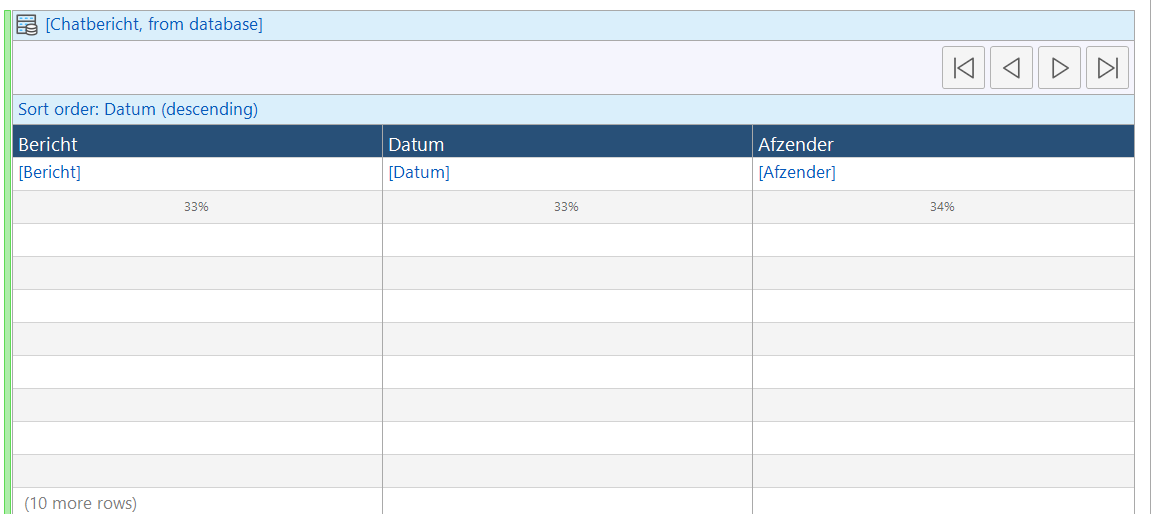 [Chatbericht, from database]
Sort order: Datum (descending)
Bericht Datum Afzender
[Bericht] [Datum] [Afzender]
33% 33% 34%
(10 more rows)